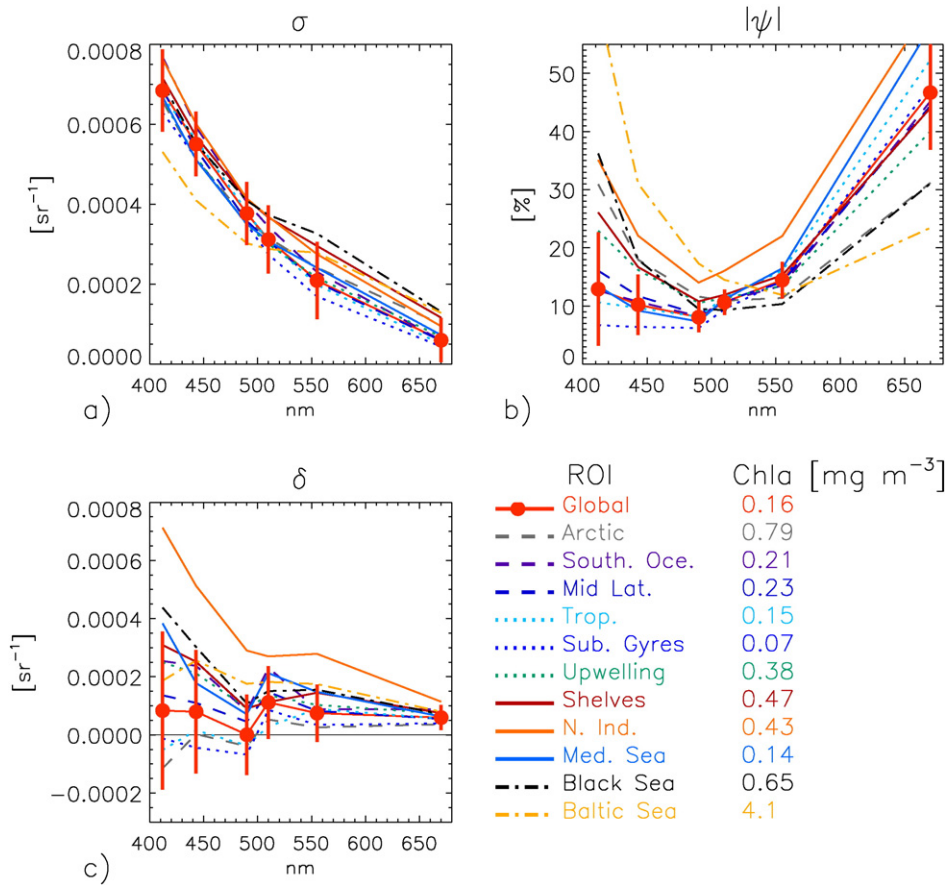 σ
0.0008
0.0006
0.0004
0.0002
0.0000
[sr⁻¹]
400 450 500 550 600 650
nm
a)
|ψ|
50
40
30
20
10
0
[%]
400 450 500 550 600 650
nm
b)
δ
0.0008
0.0006
0.0004
0.0002
0.0000
−0.0002
[sr⁻¹]
400 450 500 550 600 650
nm
c)
ROI Chla [mg m⁻³]
Global 0.16
Arctic 0.79
South. Oce. 0.21
Mid Lat. 0.23
Trop. 0.15
Sub. Gyres 0.07
Upwelling 0.38
Shelves 0.47
N. Ind. 0.43
Med. Sea 0.14
Black Sea 0.65
Baltic Sea 4.1